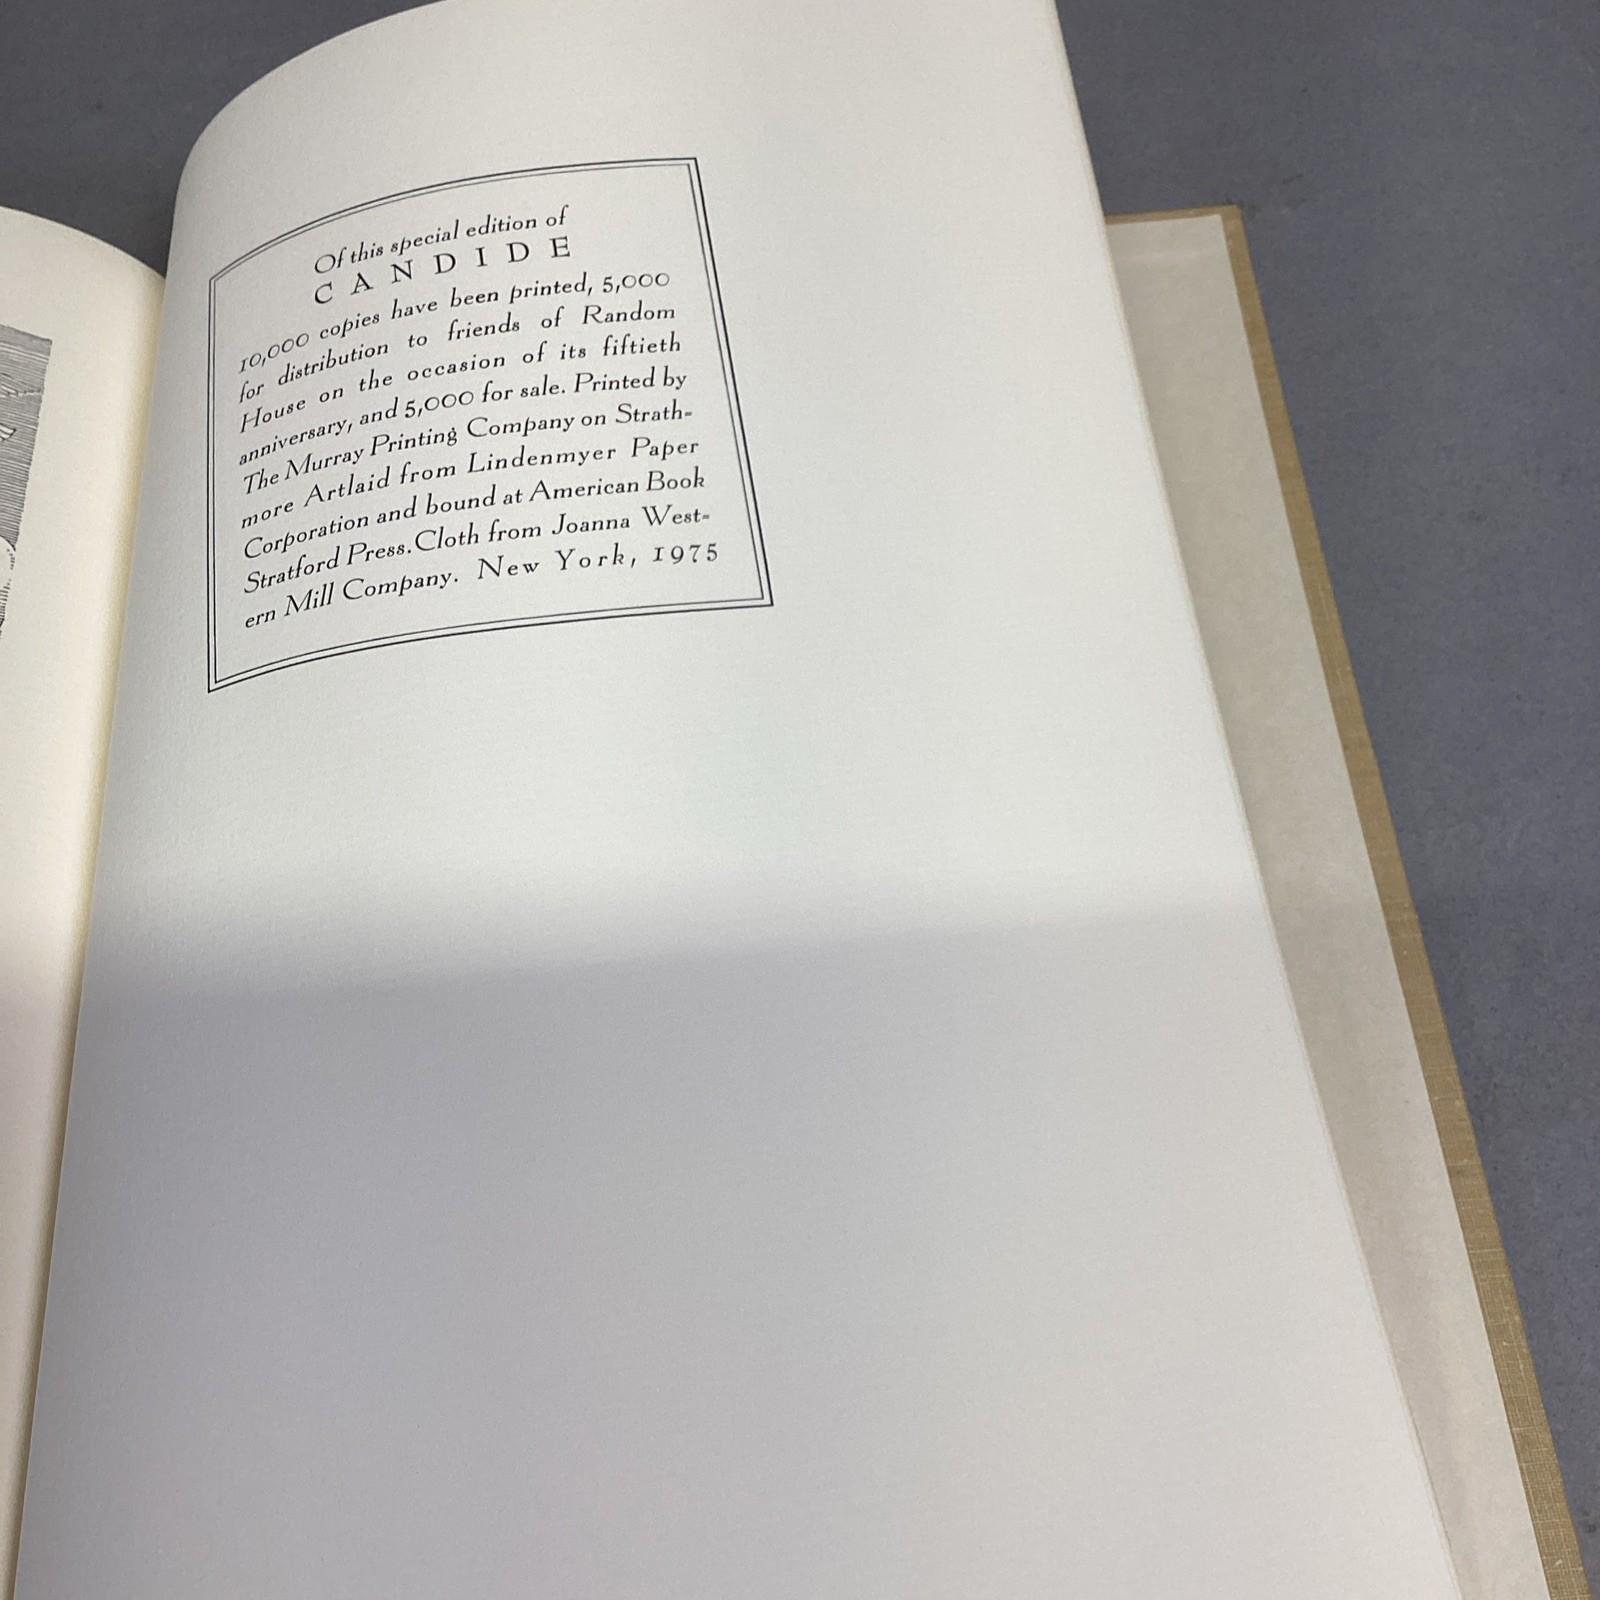 Of this special edition of
CANDIDE
10,000 copies have been printed, 5,000
for distribution to friends of Random
House on the occasion of its fiftieth
anniversary, and 5,000 for sale. Printed by
The Murray Printing Company on Strath-
more Artlaid from Lindenmyer Paper
Corporation and bound at American Book
Stratford Press. Cloth from Joanna West-
ern Mill Company. New York, 1975